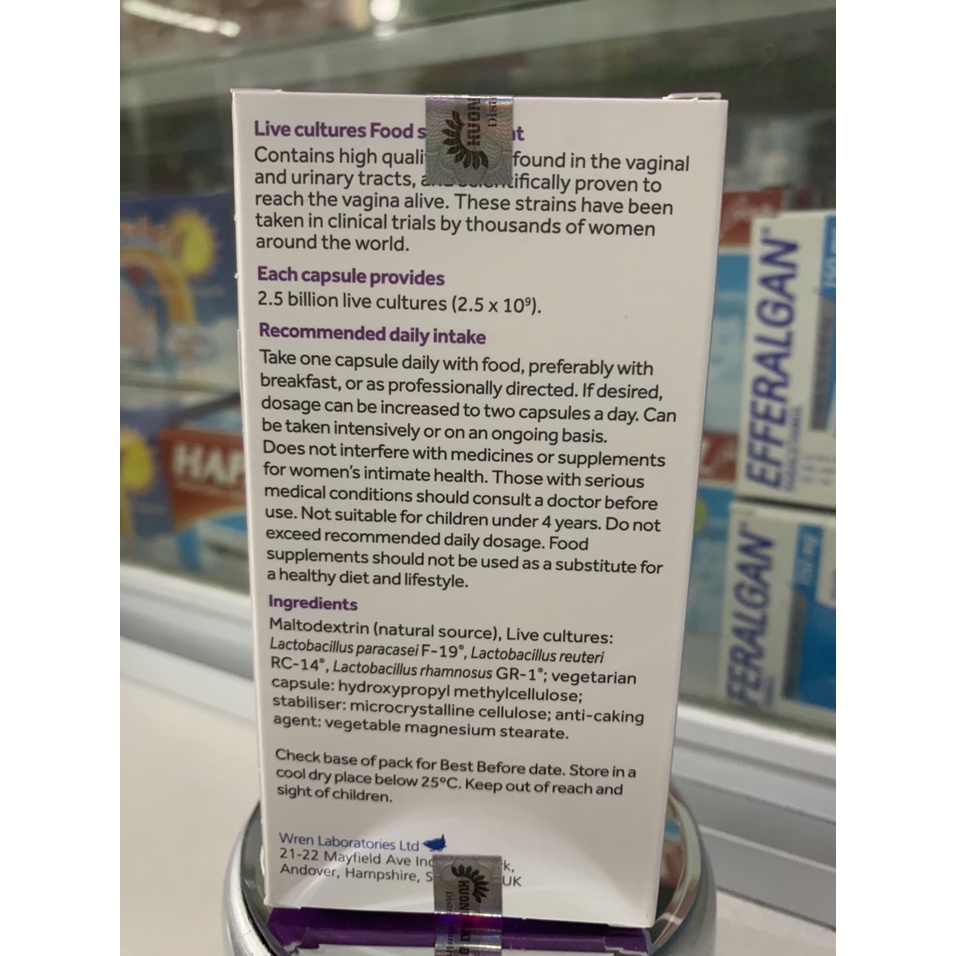 Live cultures Food
Contains high found in the vaginal
and urinary tracts,
reach the vagina alive. These strains have been
taken in clinical trials by thousands of women
around the world.
Each capsule provides
2.5 billion live cultures (2.5 x 10⁹).
Recommended daily intake
Take one capsule daily with food, preferably with
breakfast, or as professionally directed. If desired,
dosage can be increased to two capsules a day. Can
be taken intensively or on an ongoing basis.
Does not interfere with medicines or supplements
for women's intimate health. Those with serious
medical conditions should consult a doctor before
use. Not suitable for children under 4 years. Do not
exceed recommended daily dosage. Food
supplements should not be used as a substitute for
a healthy diet and lifestyle.
Ingredients
Maltodextrin (natural source), Live cultures:
Lactobacillus paracasei F-19®, Lactobacillus reuteri
RC-14®, Lactobacillus rhamnosus GR-1®; vegetarian
capsule: hydroxypropyl methylcellulose;
stabiliser: microcrystalline cellulose; anti-caking
agent: vegetable magnesium stearate.
Check base of pack for Best Before date. Store in a
cool dry place below 25°C. Keep out of reach and
sight of children.
Wren Laboratories Ltd
21-22 Mayfield Ave
Andover, Hampshire, UK
EFFERALGAN